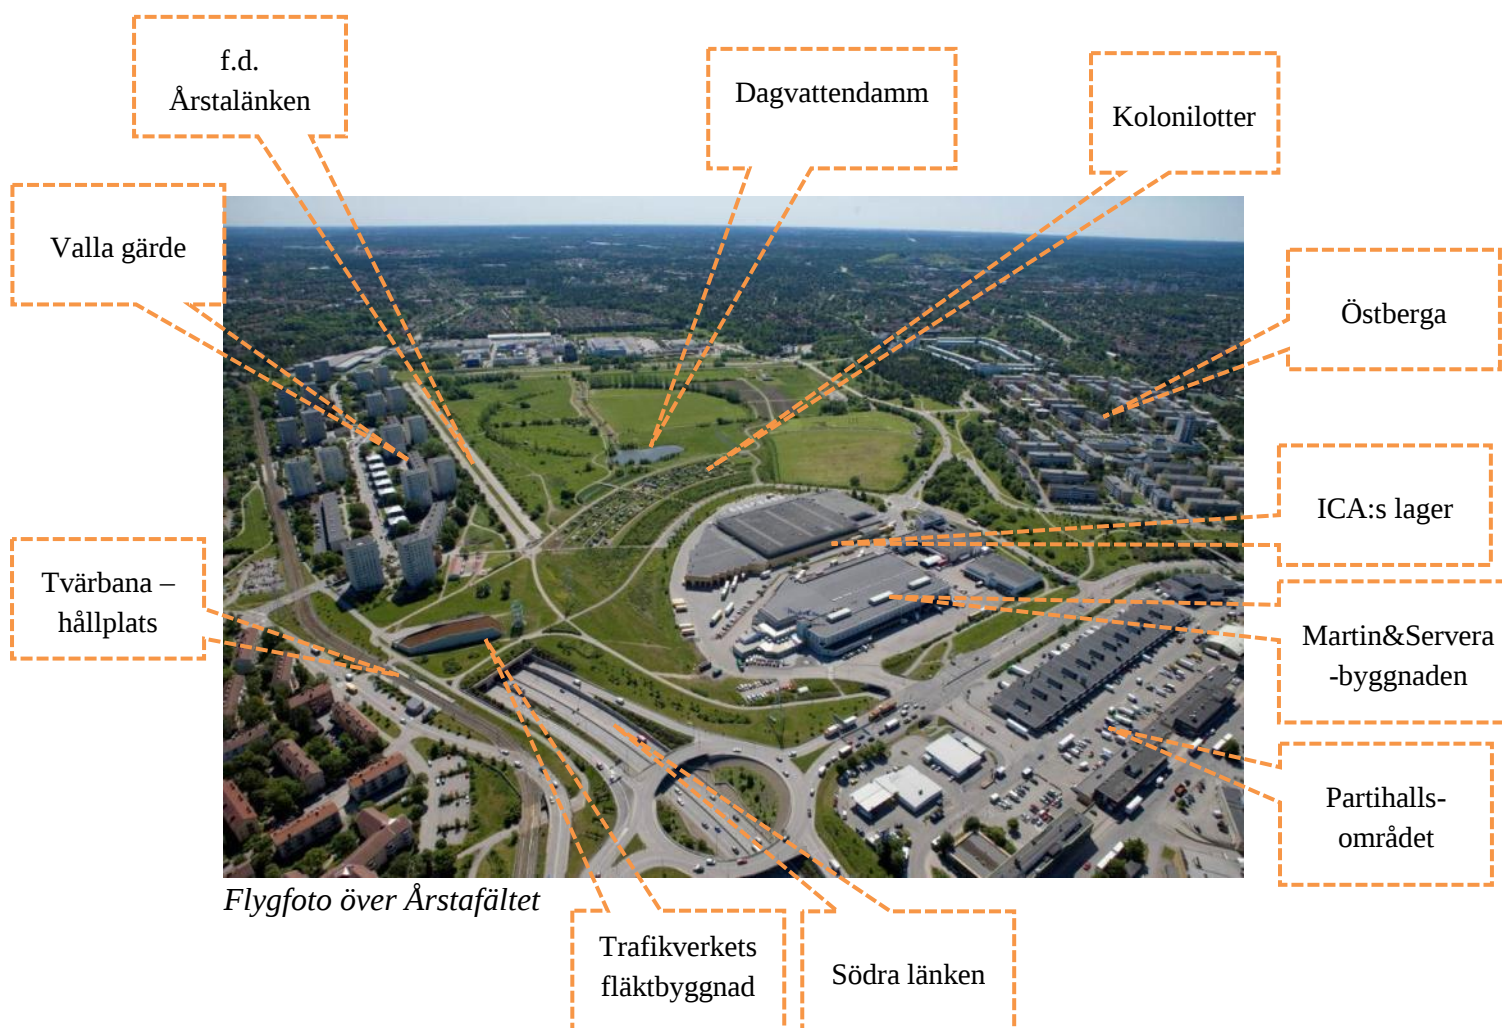 f.d.
Årstalänken
Dagvattendamm
Kolonilotter
Valla gärde
Östberga
ICA:s lager
Tvärbana –
hållplats
Martin&Servera
-byggnaden
Partihalls-
området
Flygfoto över Årstafältet
Trafikverkets
fläktbyggnad
Södra länken